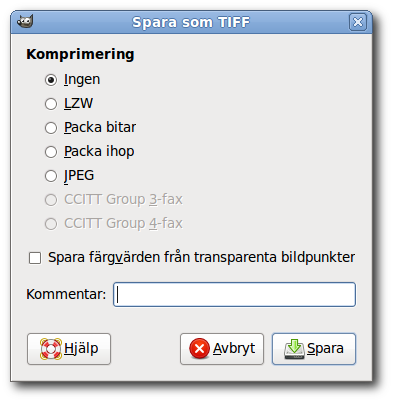 Spara som TIFF
Komprimering
Ingen
LZW
Packa bitar
Packa ihop
JPEG
CCITT Group 3-fax
CCITT Group 4-fax
Spara färgvärden från transparenta bildpunkter
Kommentar:
Hjälp Avbryt Spara